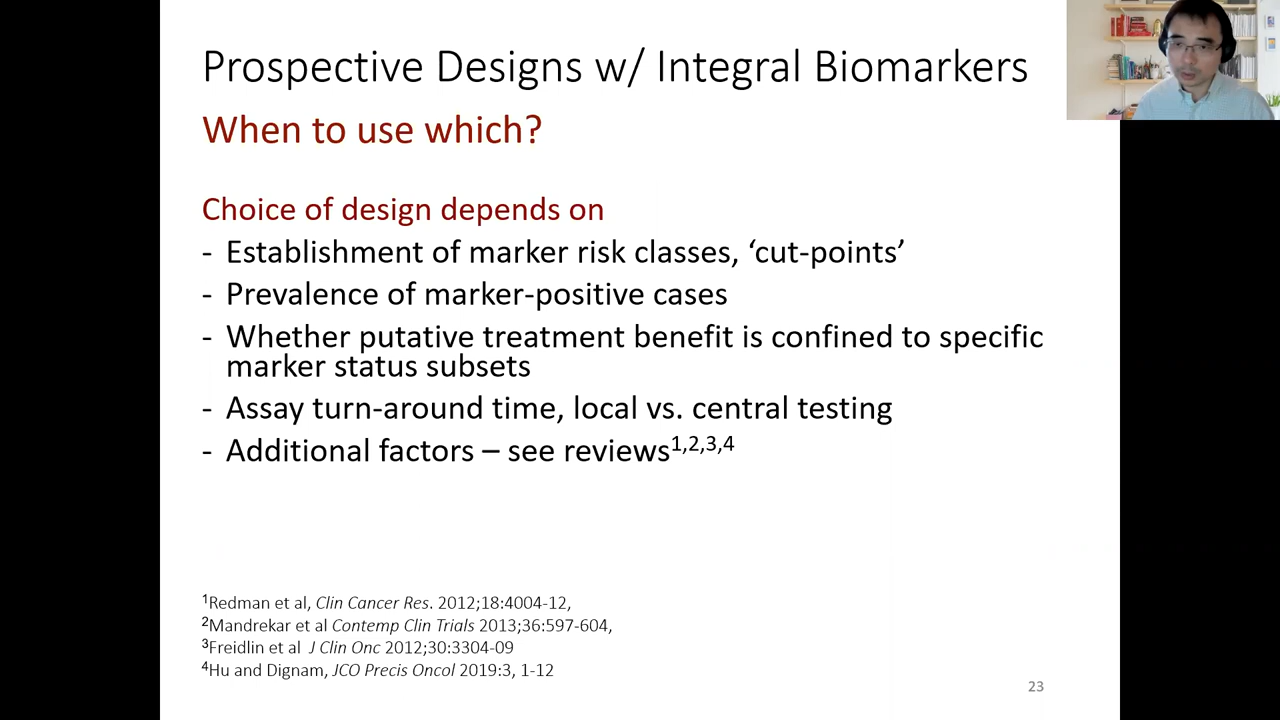 Prospective Designs w/ Integral Biomarkers
When to use which?
Choice of design depends on
- Establishment of marker risk classes, ‘cut-points’
- Prevalence of marker-positive cases
- Whether putative treatment benefit is confined to specific
marker status subsets
- Assay turn-around time, local vs. central testing
- Additional factors – see reviews1,2,3,4
1Redman et al, Clin Cancer Res. 2012;18:4004-12,
2Mandrekar et al Contemp Clin Trials 2013;36:597-604,
3Freidlin et al J Clin Onc 2012;30:3304-09
4Hu and Dignam, JCO Precis Oncol 2019:3, 1-12
23